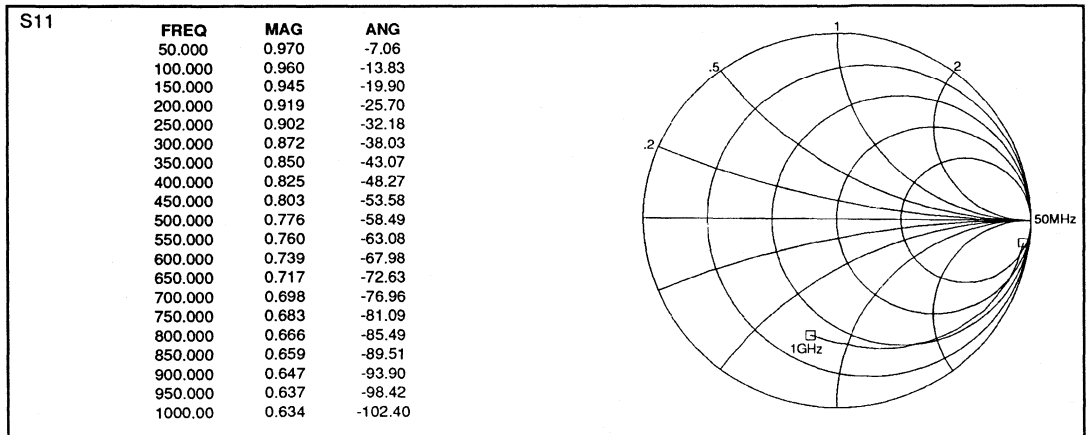 S11
FREQ MAG ANG
50.000 0.970 -7.06
100.000 0.960 -13.83
150.000 0.945 -19.90
200.000 0.919 -25.70
250.000 0.902 -32.18
300.000 0.872 -38.03
350.000 0.850 -43.07
400.000 0.825 -48.27
450.000 0.803 -53.58
500.000 0.776 -58.49
550.000 0.760 -63.08
600.000 0.739 -67.98
650.000 0.717 -72.63
700.000 0.698 -76.96
750.000 0.683 -81.09
800.000 0.666 -85.49
850.000 0.659 -89.51
900.000 0.647 -93.90
950.000 0.637 -98.42
1000.00 0.634 -102.40
1
.5
2
.2
50MHz
1GHz